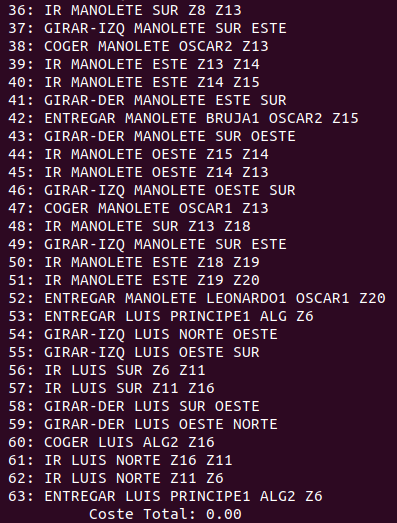 36: IR MANOLETE SUR Z8 Z13
37: GIRAR-IZQ MANOLETE SUR ESTE
38: COGER MANOLETE OSCAR2 Z13
39: IR MANOLETE ESTE Z13 Z14
40: IR MANOLETE ESTE Z14 Z15
41: GIRAR-DER MANOLETE ESTE SUR
42: ENTREGAR MANOLETE BRUJA1 OSCAR2 Z15
43: GIRAR-DER MANOLETE SUR OESTE
44: IR MANOLETE OESTE Z15 Z14
45: IR MANOLETE OESTE Z14 Z13
46: GIRAR-IZQ MANOLETE OESTE SUR
47: COGER MANOLETE OSCAR1 Z13
48: IR MANOLETE SUR Z13 Z18
49: GIRAR-IZQ MANOLETE SUR ESTE
50: IR MANOLETE ESTE Z18 Z19
51: IR MANOLETE ESTE Z19 Z20
52: ENTREGAR MANOLETE LEONARDO1 OSCAR1 Z20
53: ENTREGAR LUIS PRINCIPE1 ALG Z6
54: GIRAR-IZQ LUIS NORTE OESTE
55: GIRAR-IZQ LUIS OESTE SUR
56: IR LUIS SUR Z6 Z11
57: IR LUIS SUR Z11 Z16
58: GIRAR-DER LUIS SUR OESTE
59: GIRAR-DER LUIS OESTE NORTE
60: COGER LUIS ALG2 Z16
61: IR LUIS NORTE Z16 Z11
62: IR LUIS NORTE Z11 Z6
63: ENTREGAR LUIS PRINCIPE1 ALG2 Z6
Coste Total: 0.00